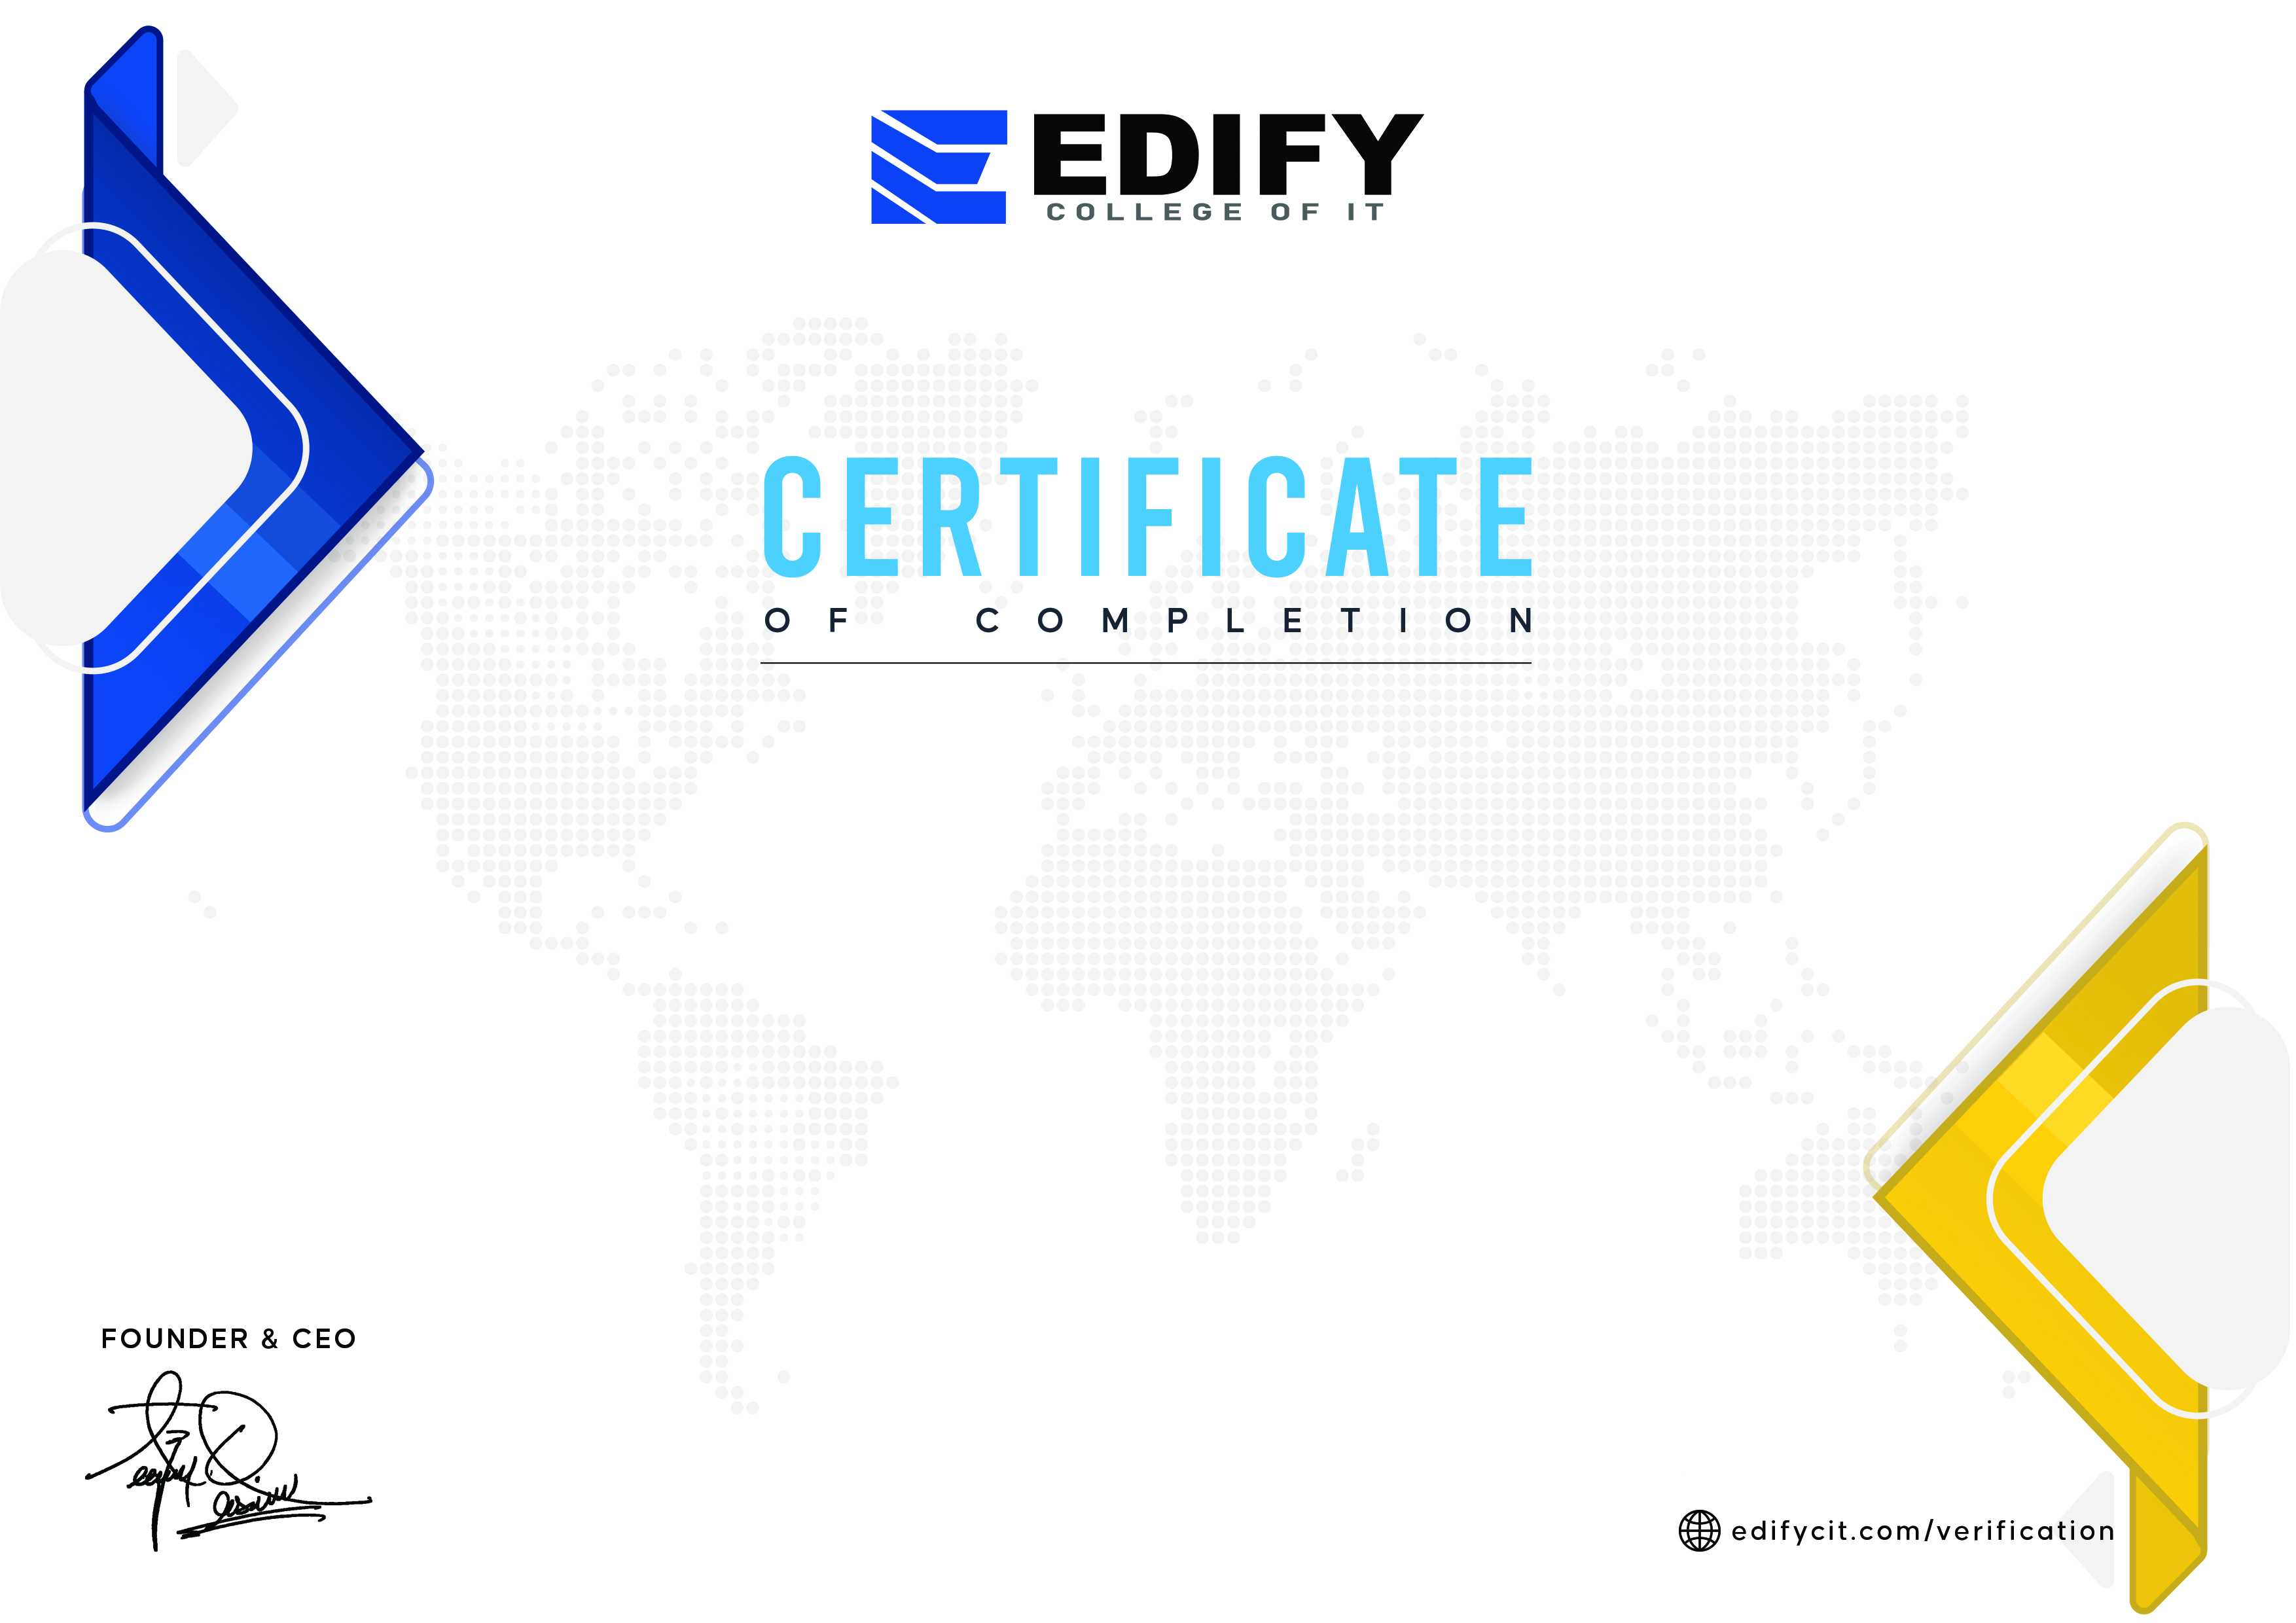 EDIFY
COLLEGE OF IT
CERTIFICATE
OF COMPLETION
FOUNDER & CEO
edifycit.com/verification